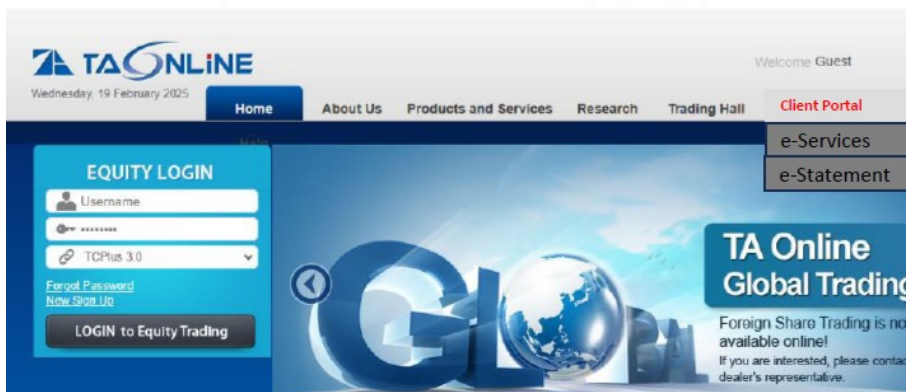 TA ONLiNE
Welcome Guest
Wednesday, 19 February 2025
Home About Us Products and Services Research Trading Hall Client Portal
Help
e-Services
e-Statement
EQUITY LOGIN
Username
••••••••
TCPlus 3.0
Forgot Password
New Sign Up
LOGIN to Equity Trading
GLOBAL
TA Online
Global Trading
Foreign Share Trading is no
available online!
If you are interested, please contac
dealer's representative.